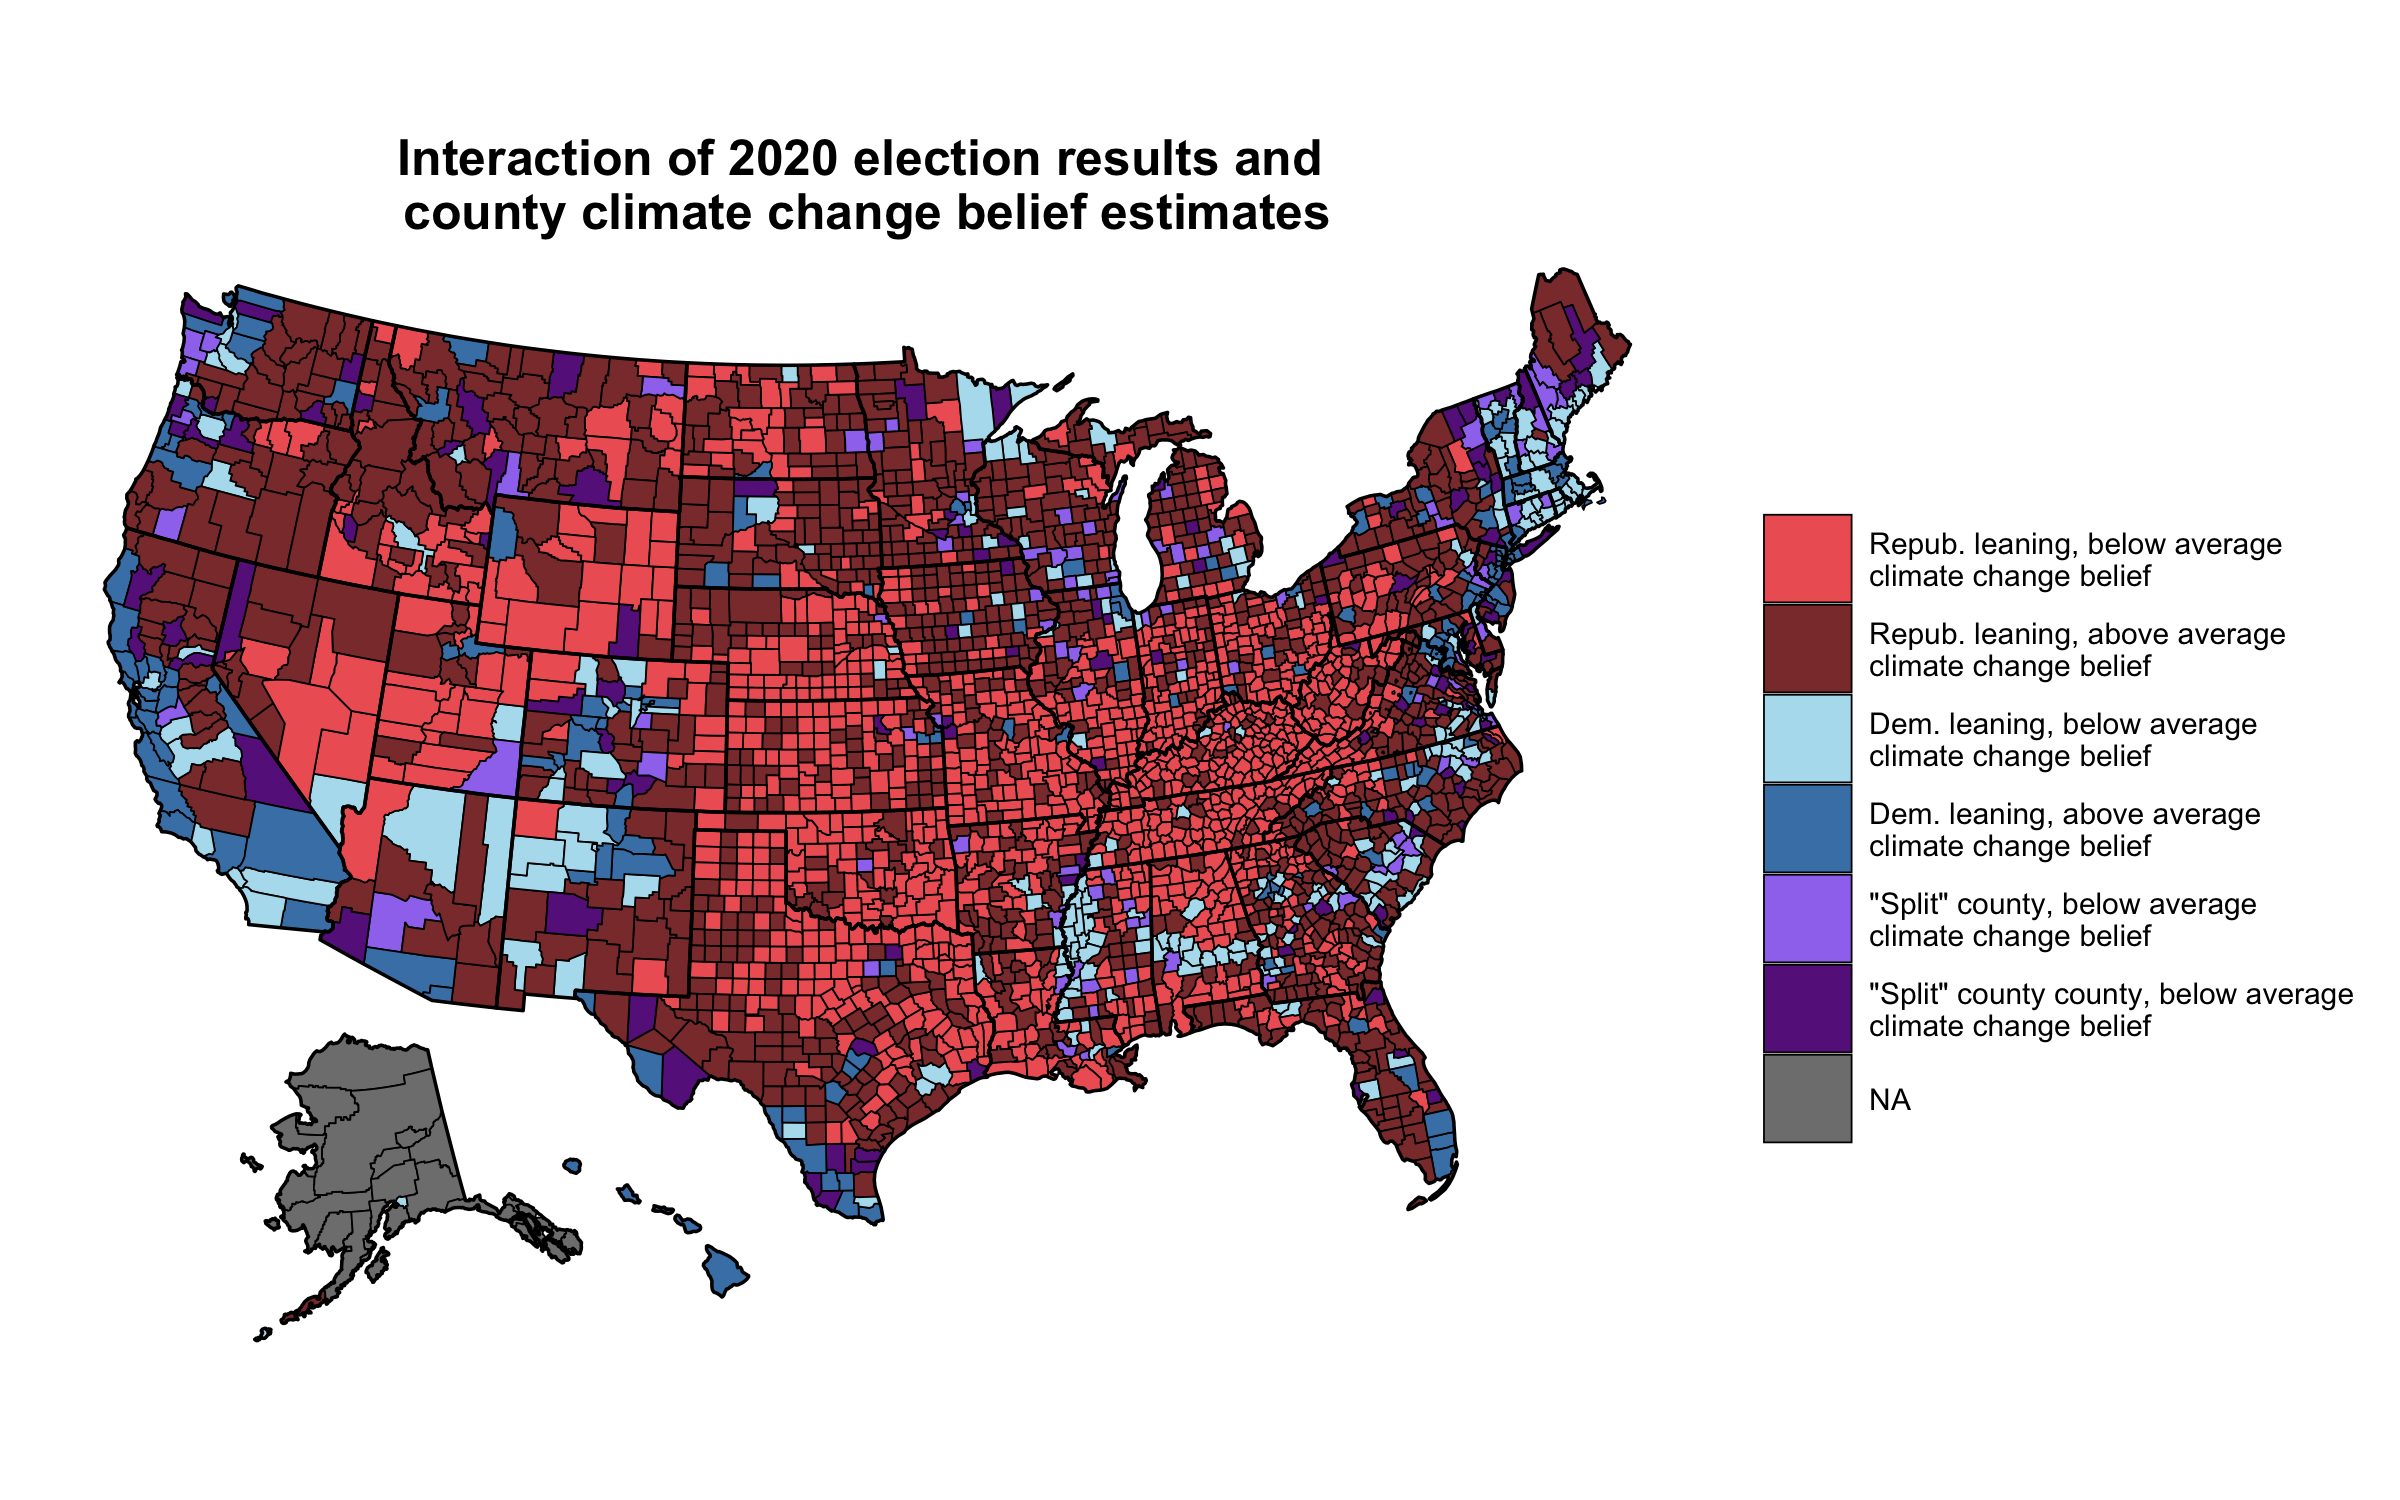 Interaction of 2020 election results and
county climate change belief estimates
Repub. leaning, below average
climate change belief
Repub. leaning, above average
climate change belief
Dem. leaning, below average
climate change belief
Dem. leaning, above average
climate change belief
"Split" county, below average
climate change belief
"Split" county county, below average
climate change belief
NA